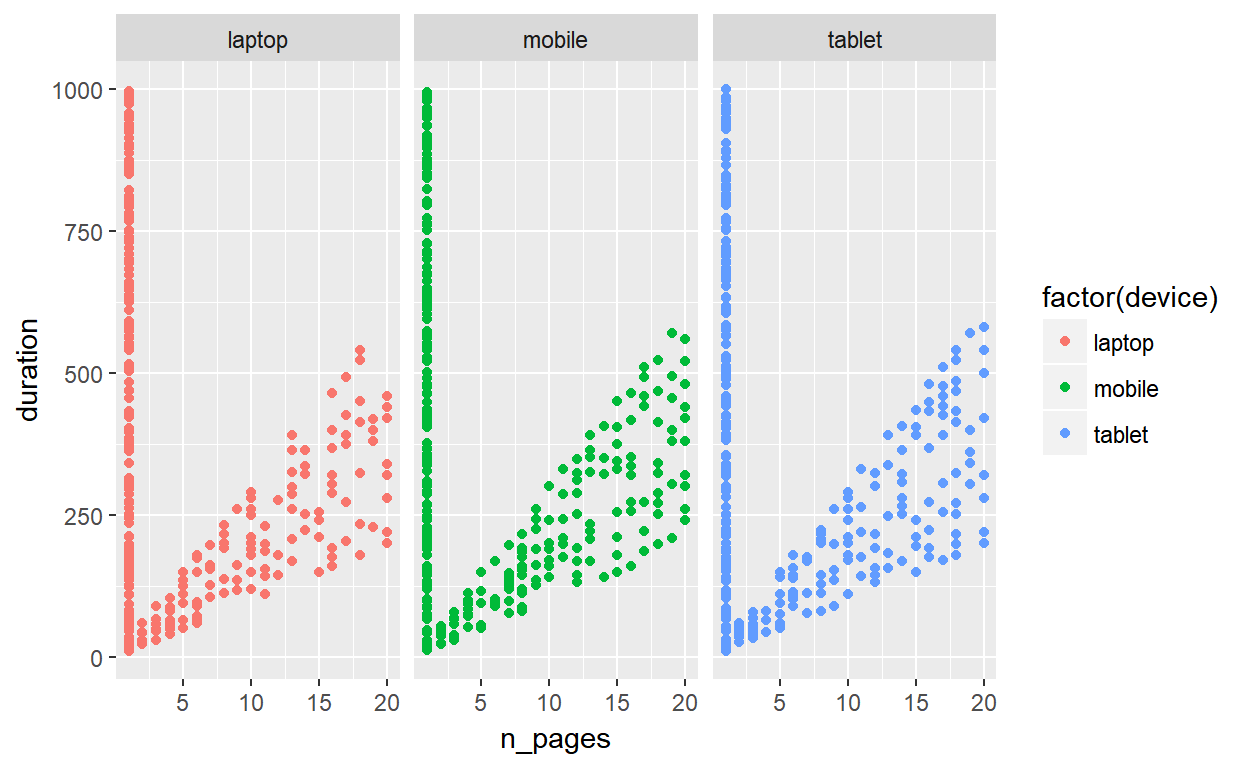 laptop mobile tablet
1000
750
500
250
0
duration
5 10 15 20 5 10 15 20 5 10 15 20
n_pages
factor(device)
laptop
mobile
tablet